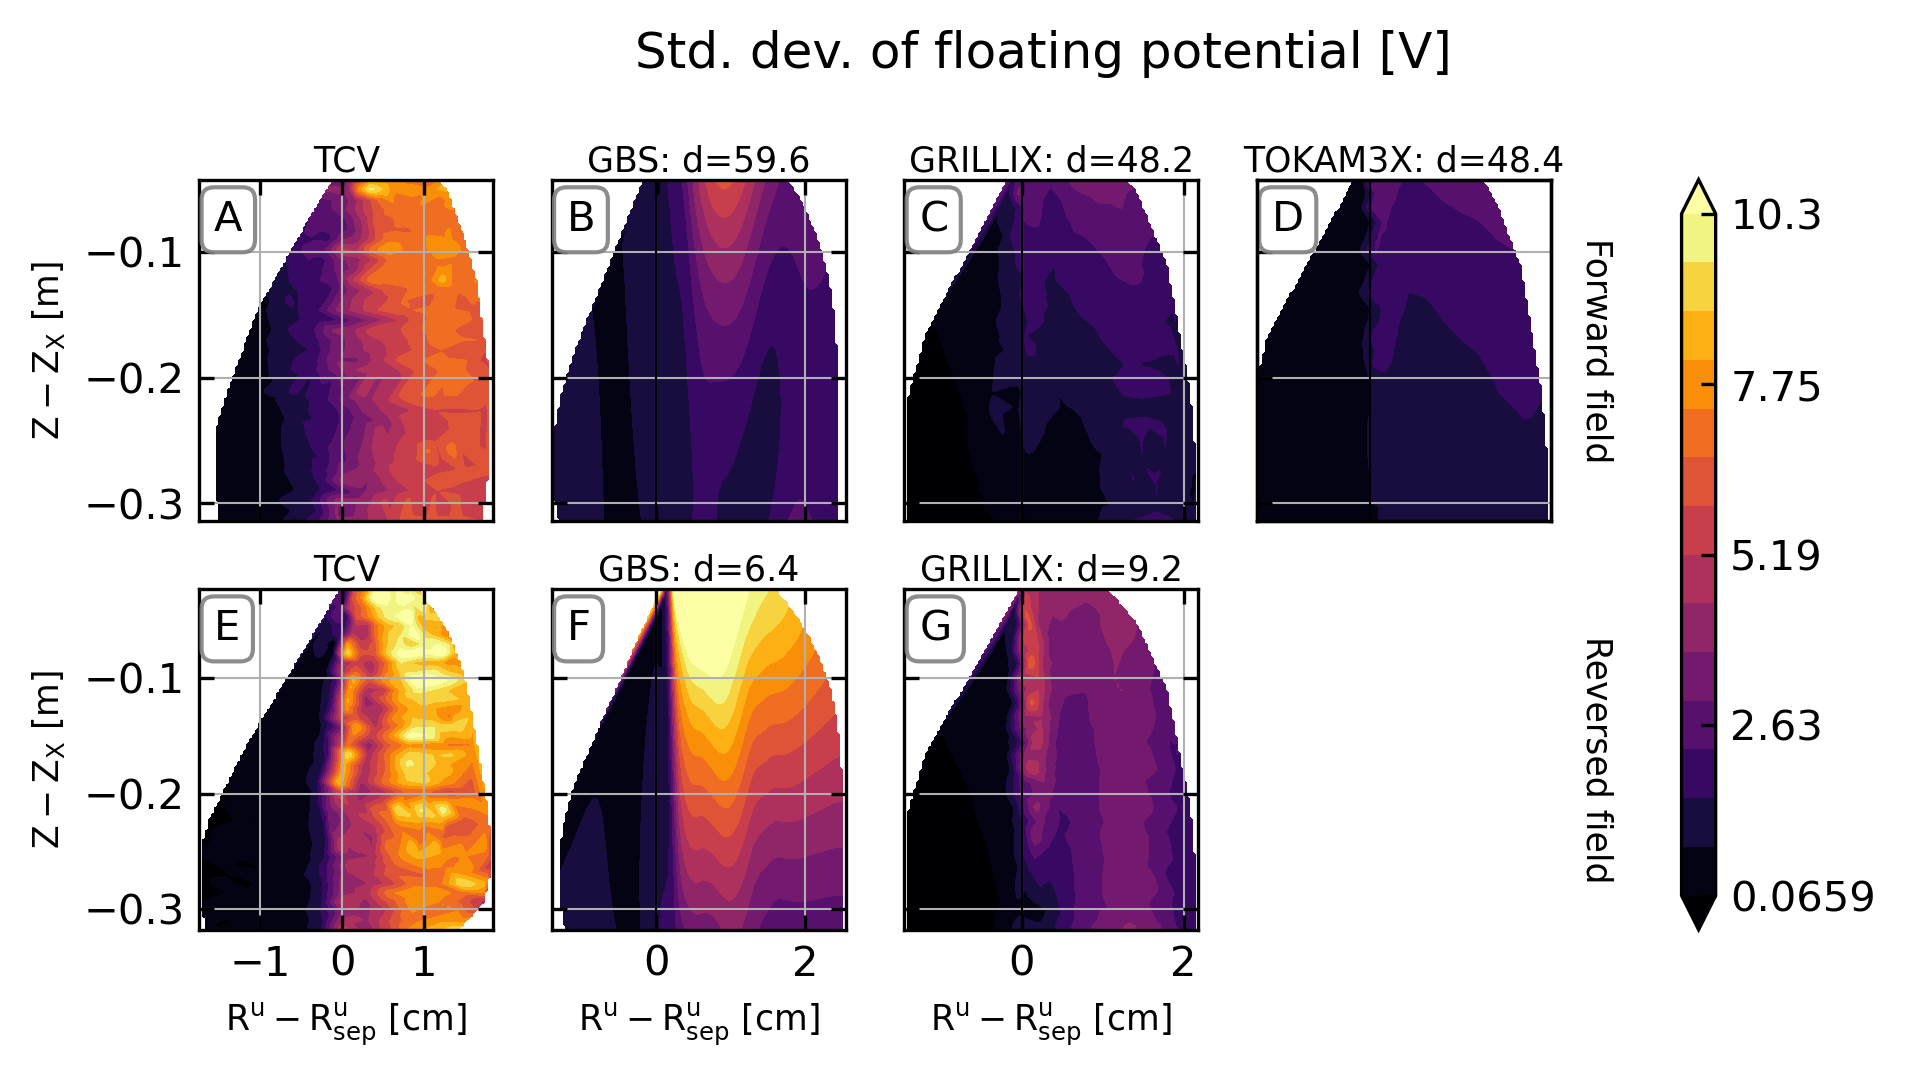 Std. dev. of floating potential [V]
TCV GBS: d=59.6 GRILLIX: d=48.2 TOKAM3X: d=48.4
A B C D
−0.1
−0.2
−0.3
Z − Z_X [m]
Forward field
TCV GBS: d=6.4 GRILLIX: d=9.2
E F G
−0.1
−0.2
−0.3
Z − Z_X [m]
Reversed field
−1 0 1 0 2 0 2
R^u − R^u_sep [cm] R^u − R^u_sep [cm] R^u − R^u_sep [cm]
10.3
7.75
5.19
2.63
0.0659